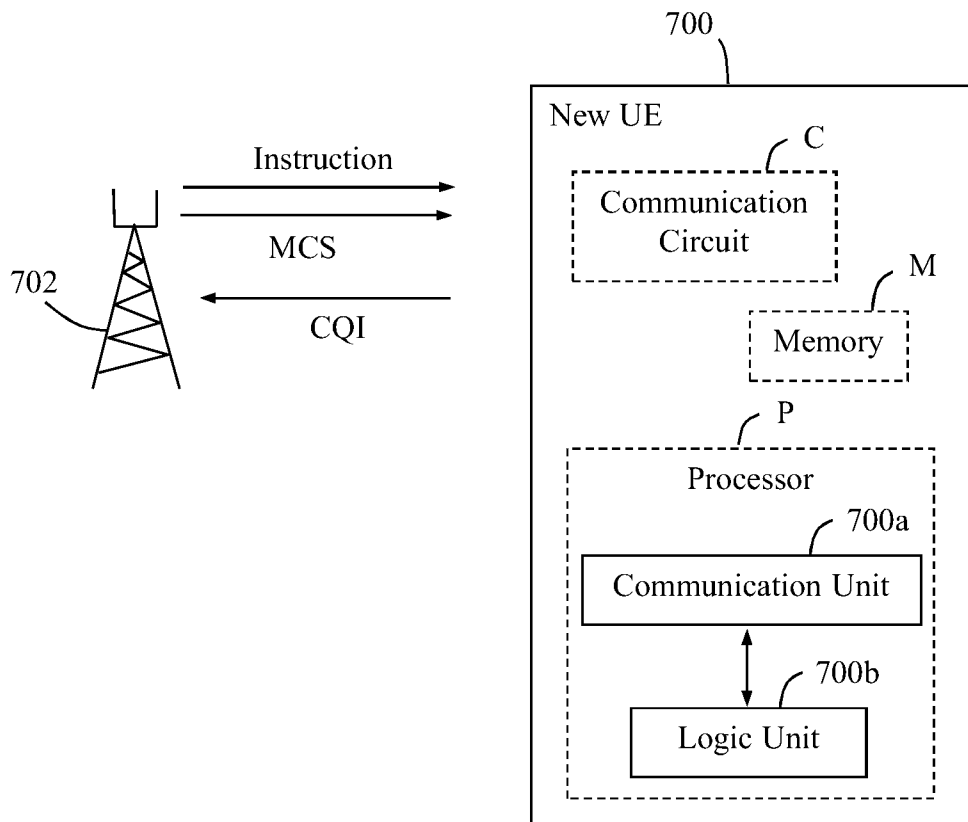 700
New UE
C
Communication
Circuit
Instruction
MCS
CQI
702
M
Memory
P
Processor
700a
Communication Unit
700b
Logic Unit